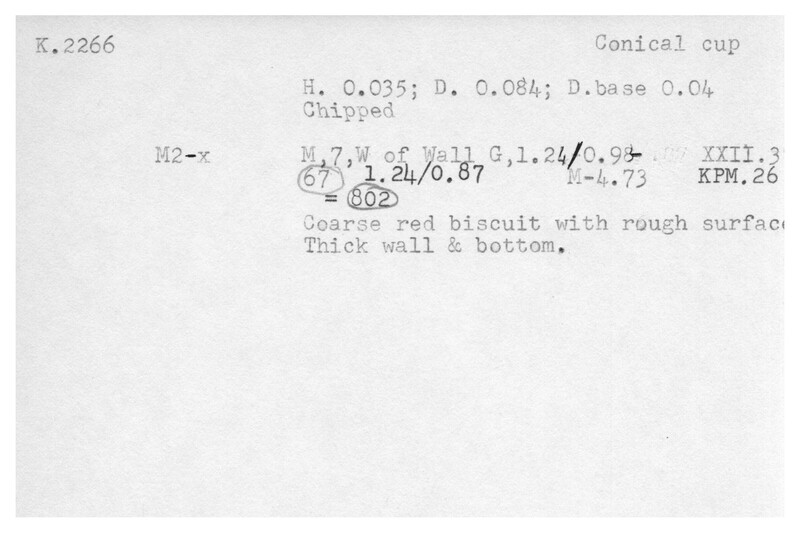 K.2266 Conical cup
H. 0.035; D. 0.084; D.base 0.04
Chipped
M2-x M,7,W of Wall G,1.24/0.98 XXII.3
67 1.24/0.87 M-4.73 KPM.26
= 802
Coarse red biscuit with rough surfac
Thick wall & bottom.